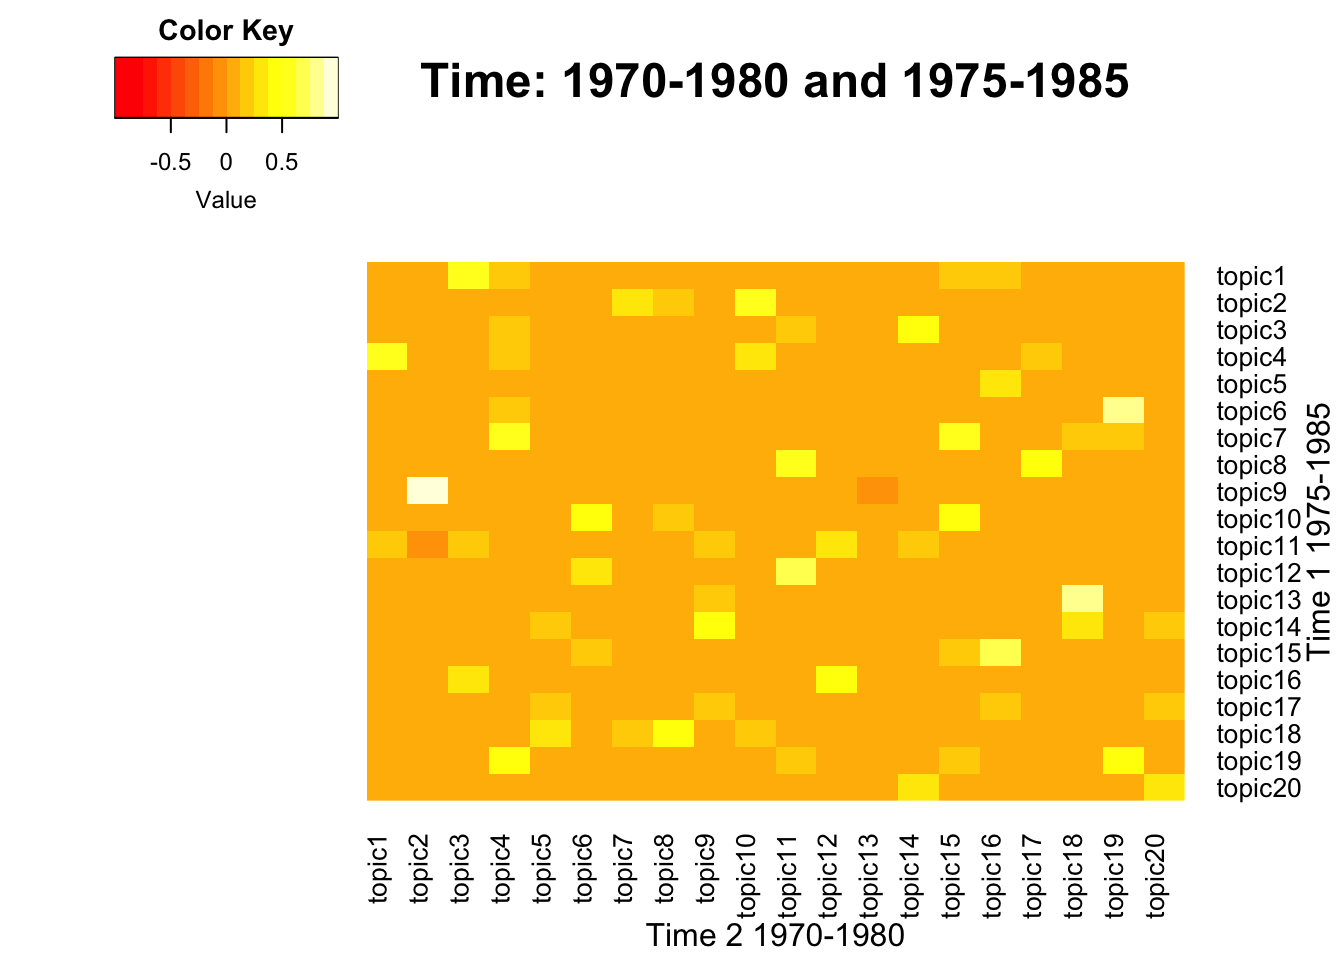 Color Key
Time: 1970-1980 and 1975-1985
-0.5 0 0.5
Value
topic1
topic2
topic3
topic4
topic5
topic6
topic7
topic8
topic9
topic10
topic11
topic12
topic13
topic14
topic15
topic16
topic17
topic18
topic19
topic20
Time 1 1975-1985
topic1
topic2
topic3
topic4
topic5
topic6
topic7
topic8
topic9
topic10
topic11
topic12
topic13
topic14
topic15
topic16
topic17
topic18
topic19
topic20
Time 2 1970-1980